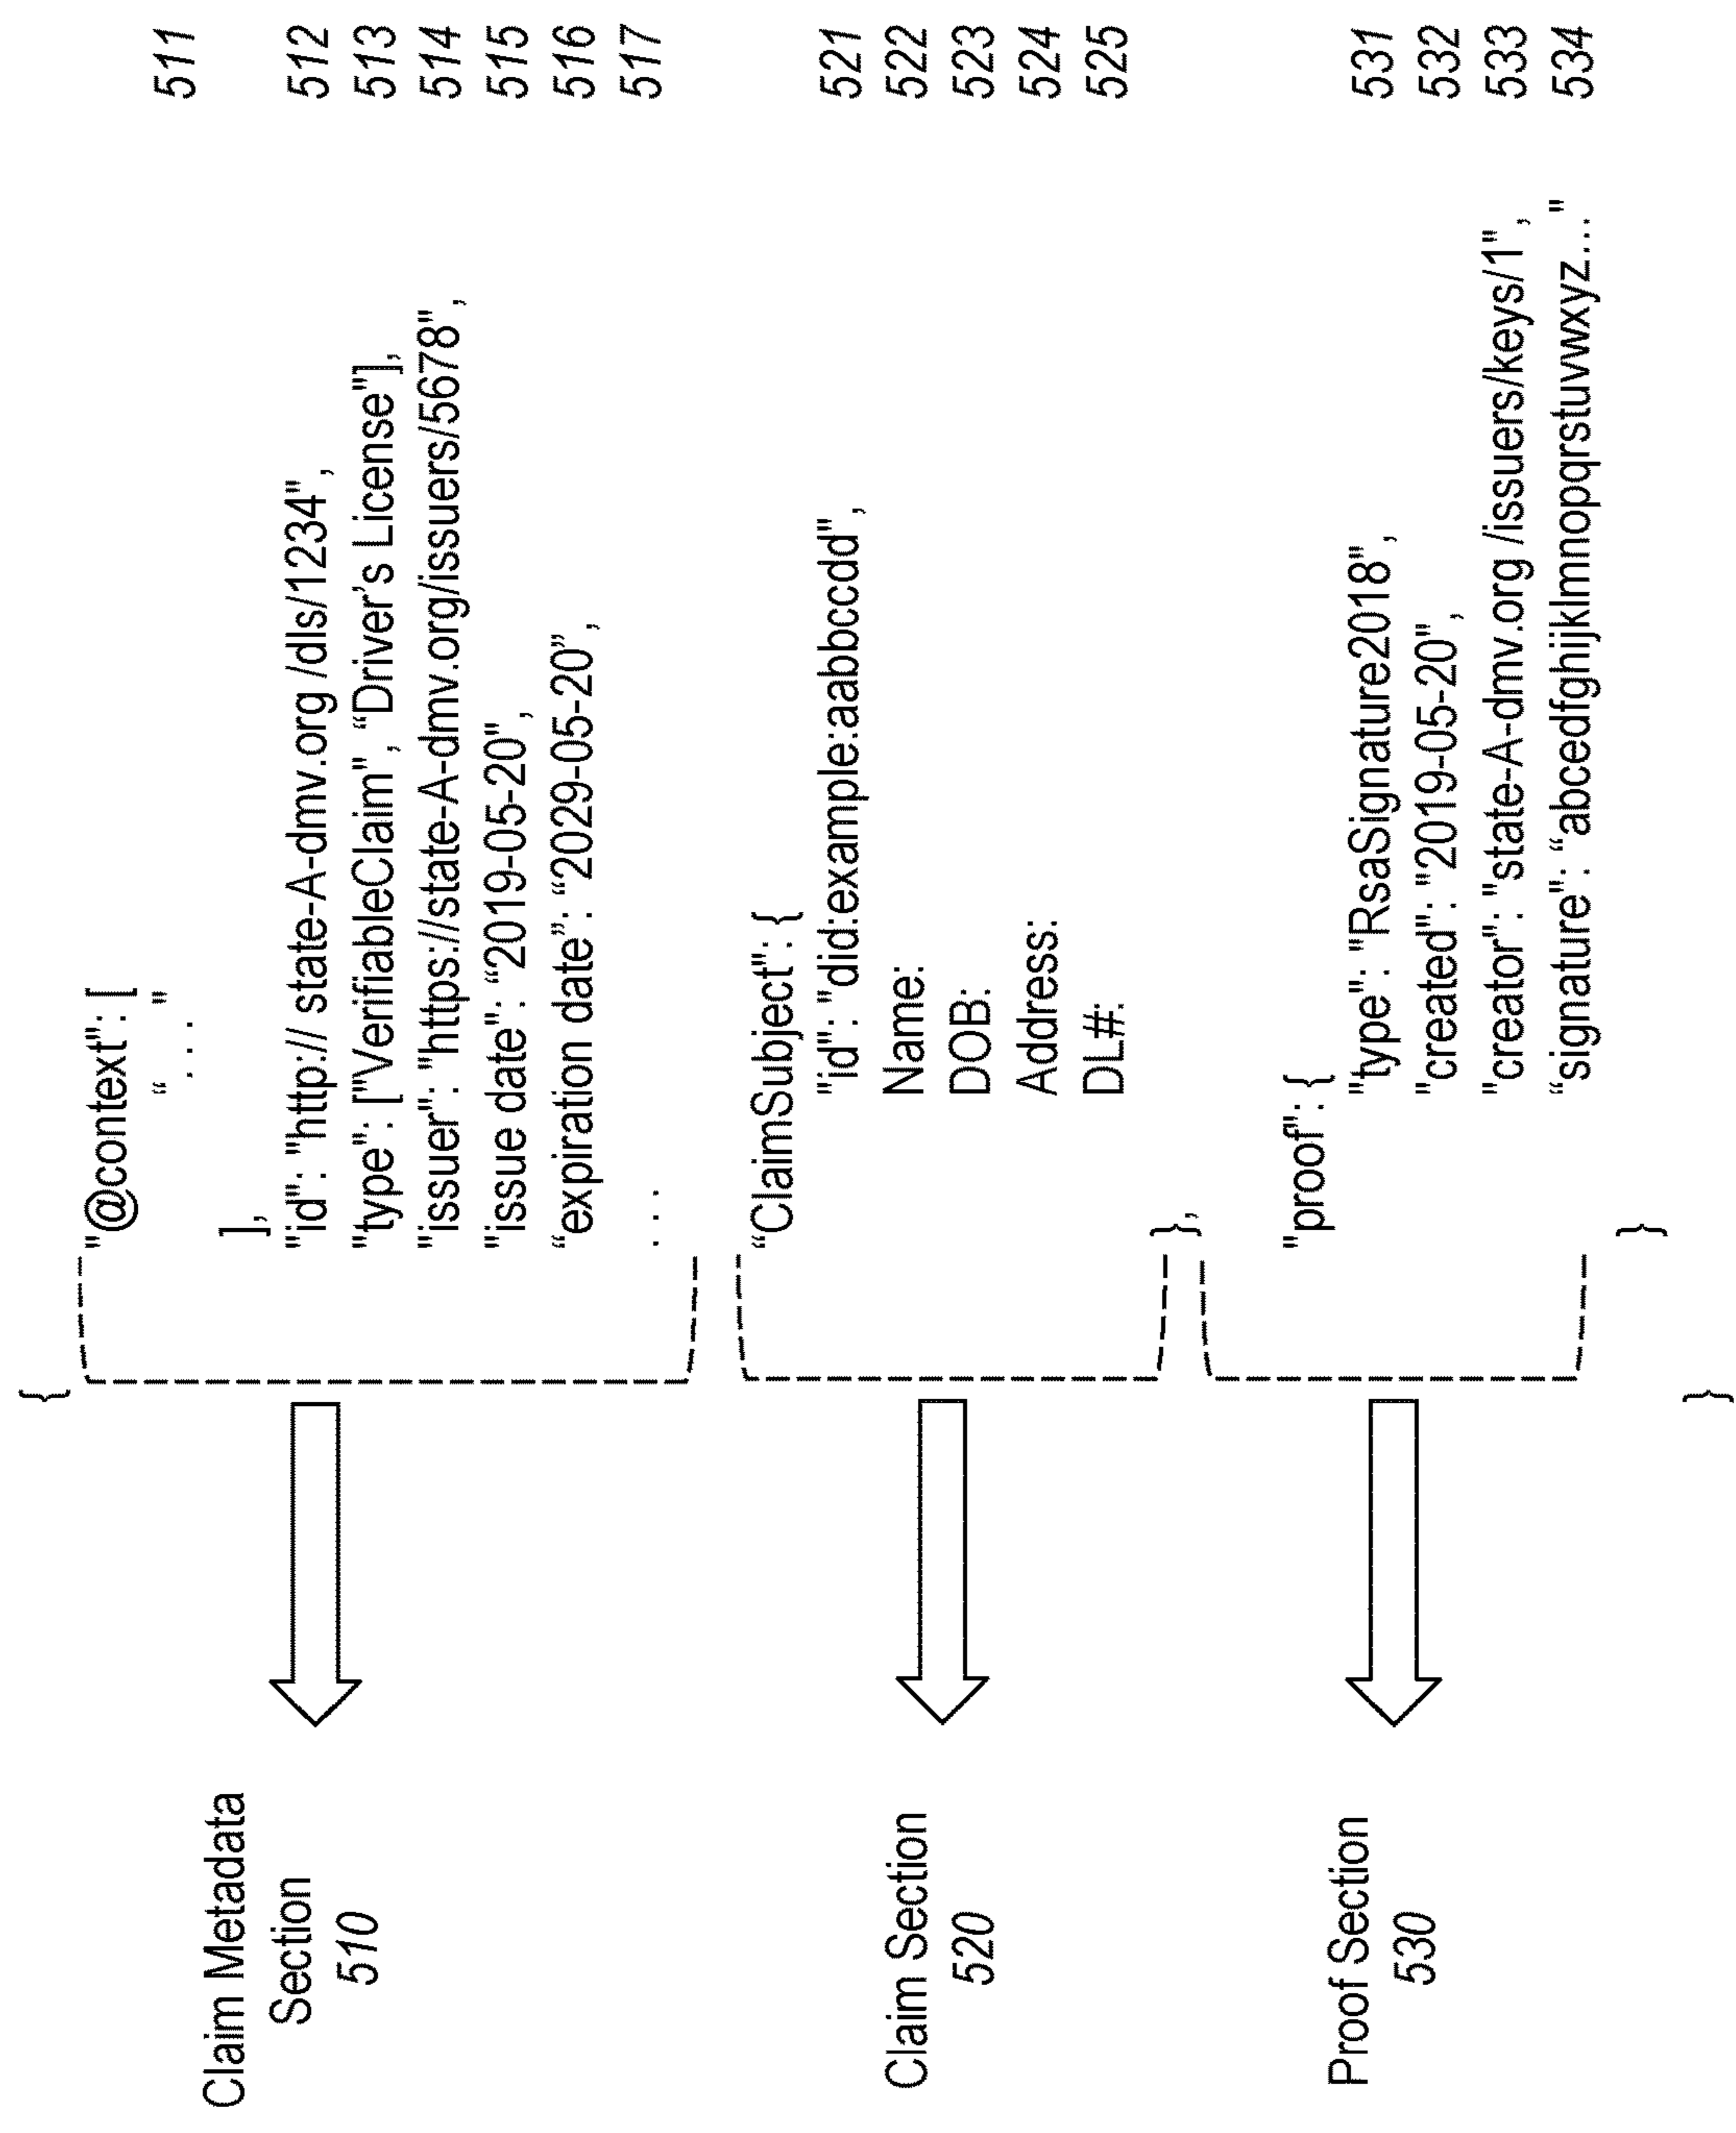 {
"@context": [ 511
" . . . "
],
"id": "http:// state-A-dmv.org /dls/1234", 512
"type": ["VerifiableClaim", “Driver’s License"], 513
"issuer": "https://state-A-dmv.org/issuers/5678", 514
"issue date": “2019-05-20", 515
“expiration date”: “2029-05-20”, 516
. . . 517
Claim Metadata
Section
510
“ClaimSubject": {
"id": "did:example:aabbccdd", 521
Name: 522
DOB: 523
Address: 524
DL#: 525
},
Claim Section
520
"proof": {
"type": "RsaSignature2018", 531
"created": "2019-05-20", 532
"creator": "state-A-dmv.org /issuers/keys/1", 533
“signature": “abcedfghijklmnopqrstuvwxyz… " 534
}
Proof Section
530
}